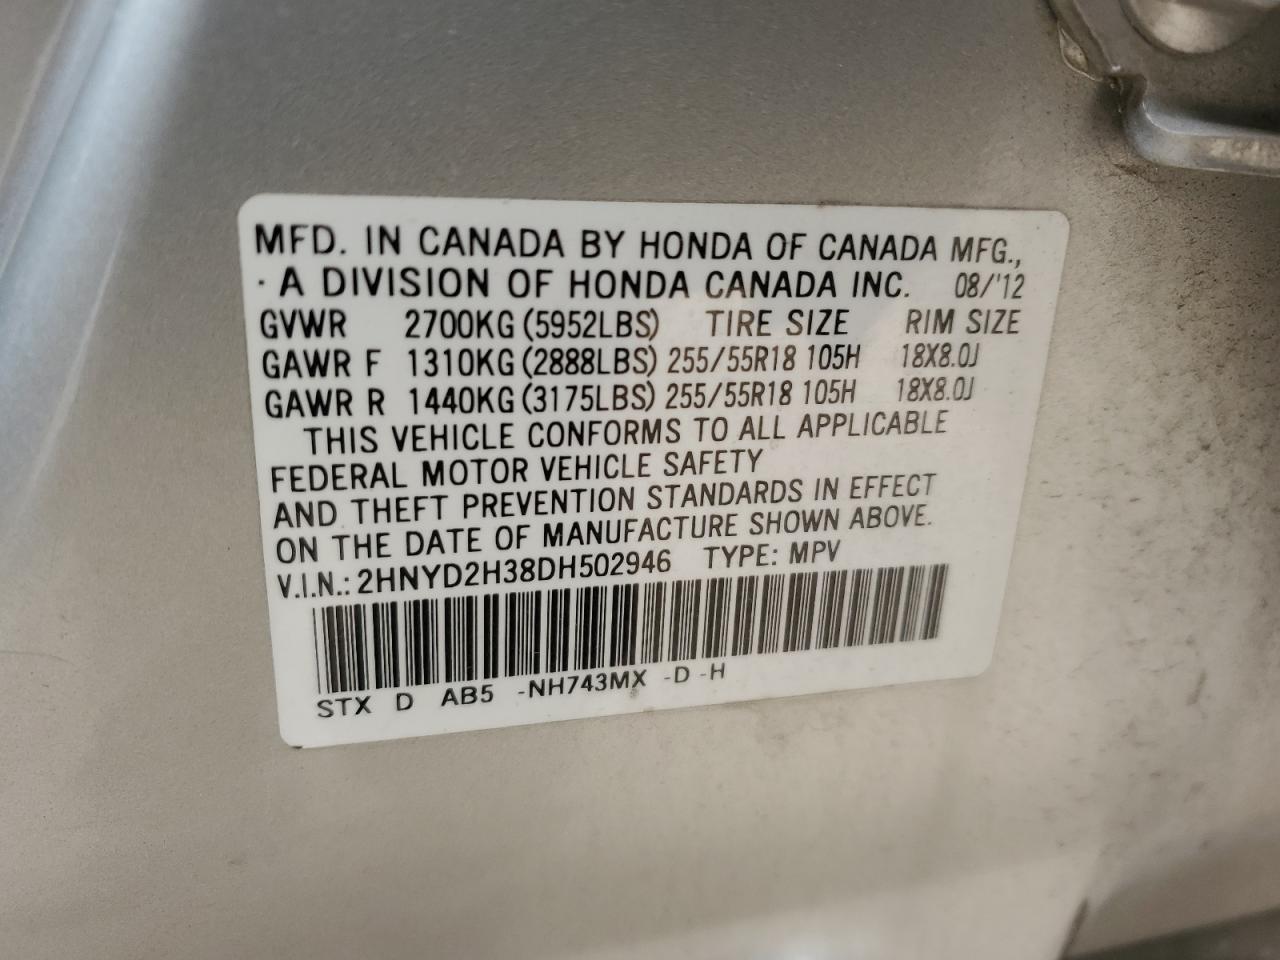 MFD. IN CANADA BY HONDA OF CANADA MFG.,
· A DIVISION OF HONDA CANADA INC. 08/'12
GVWR 2700KG (5952LBS) TIRE SIZE RIM SIZE
GAWR F 1310KG (2888LBS) 255/55R18 105H 18X8.0J
GAWR R 1440KG (3175LBS) 255/55R18 105H 18X8.0J
THIS VEHICLE CONFORMS TO ALL APPLICABLE
FEDERAL MOTOR VEHICLE SAFETY
AND THEFT PREVENTION STANDARDS IN EFFECT
ON THE DATE OF MANUFACTURE SHOWN ABOVE.
V.I.N.: 2HNYD2H38DH502946 TYPE: MPV
STX D AB5 -NH743MX -D -H